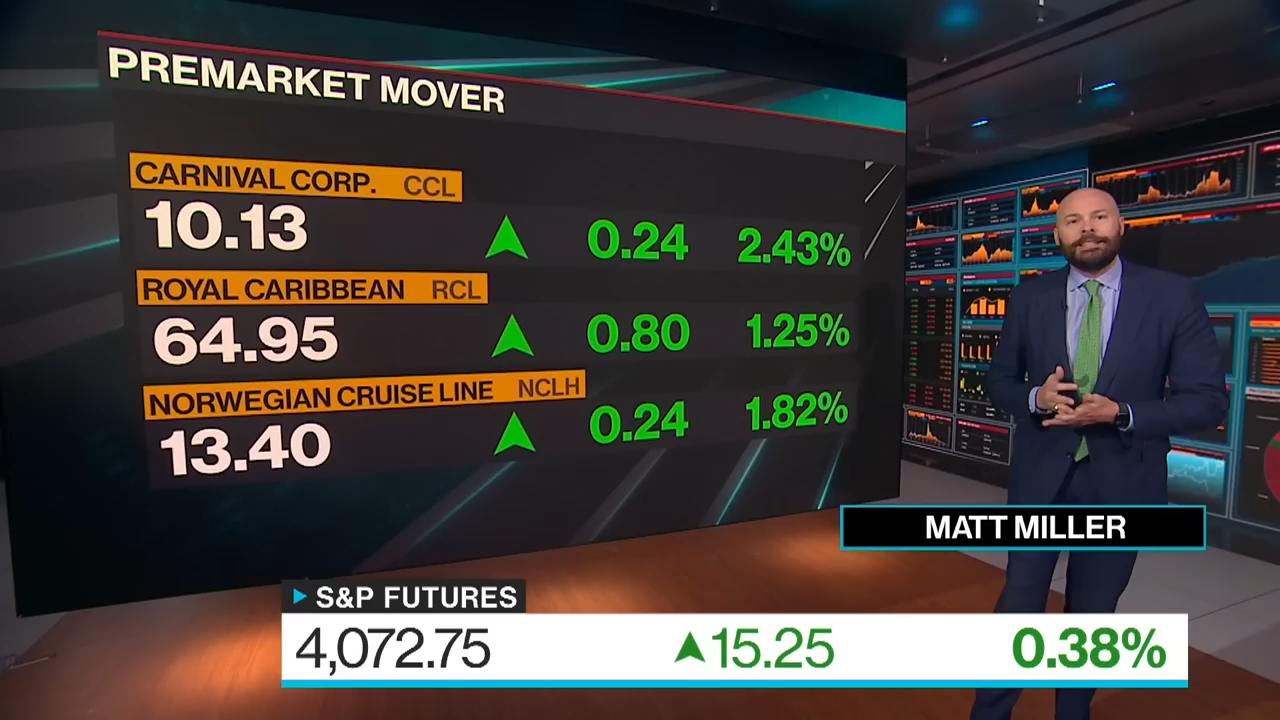 PREMARKET MOVER
CARNIVAL CORP. CCL
10.13 ▲ 0.24 2.43%
ROYAL CARIBBEAN RCL
64.95 ▲ 0.80 1.25%
NORWEGIAN CRUISE LINE NCLH
13.40 ▲ 0.24 1.82%
MATT MILLER
S&P FUTURES
4,072.75 ▲15.25 0.38%